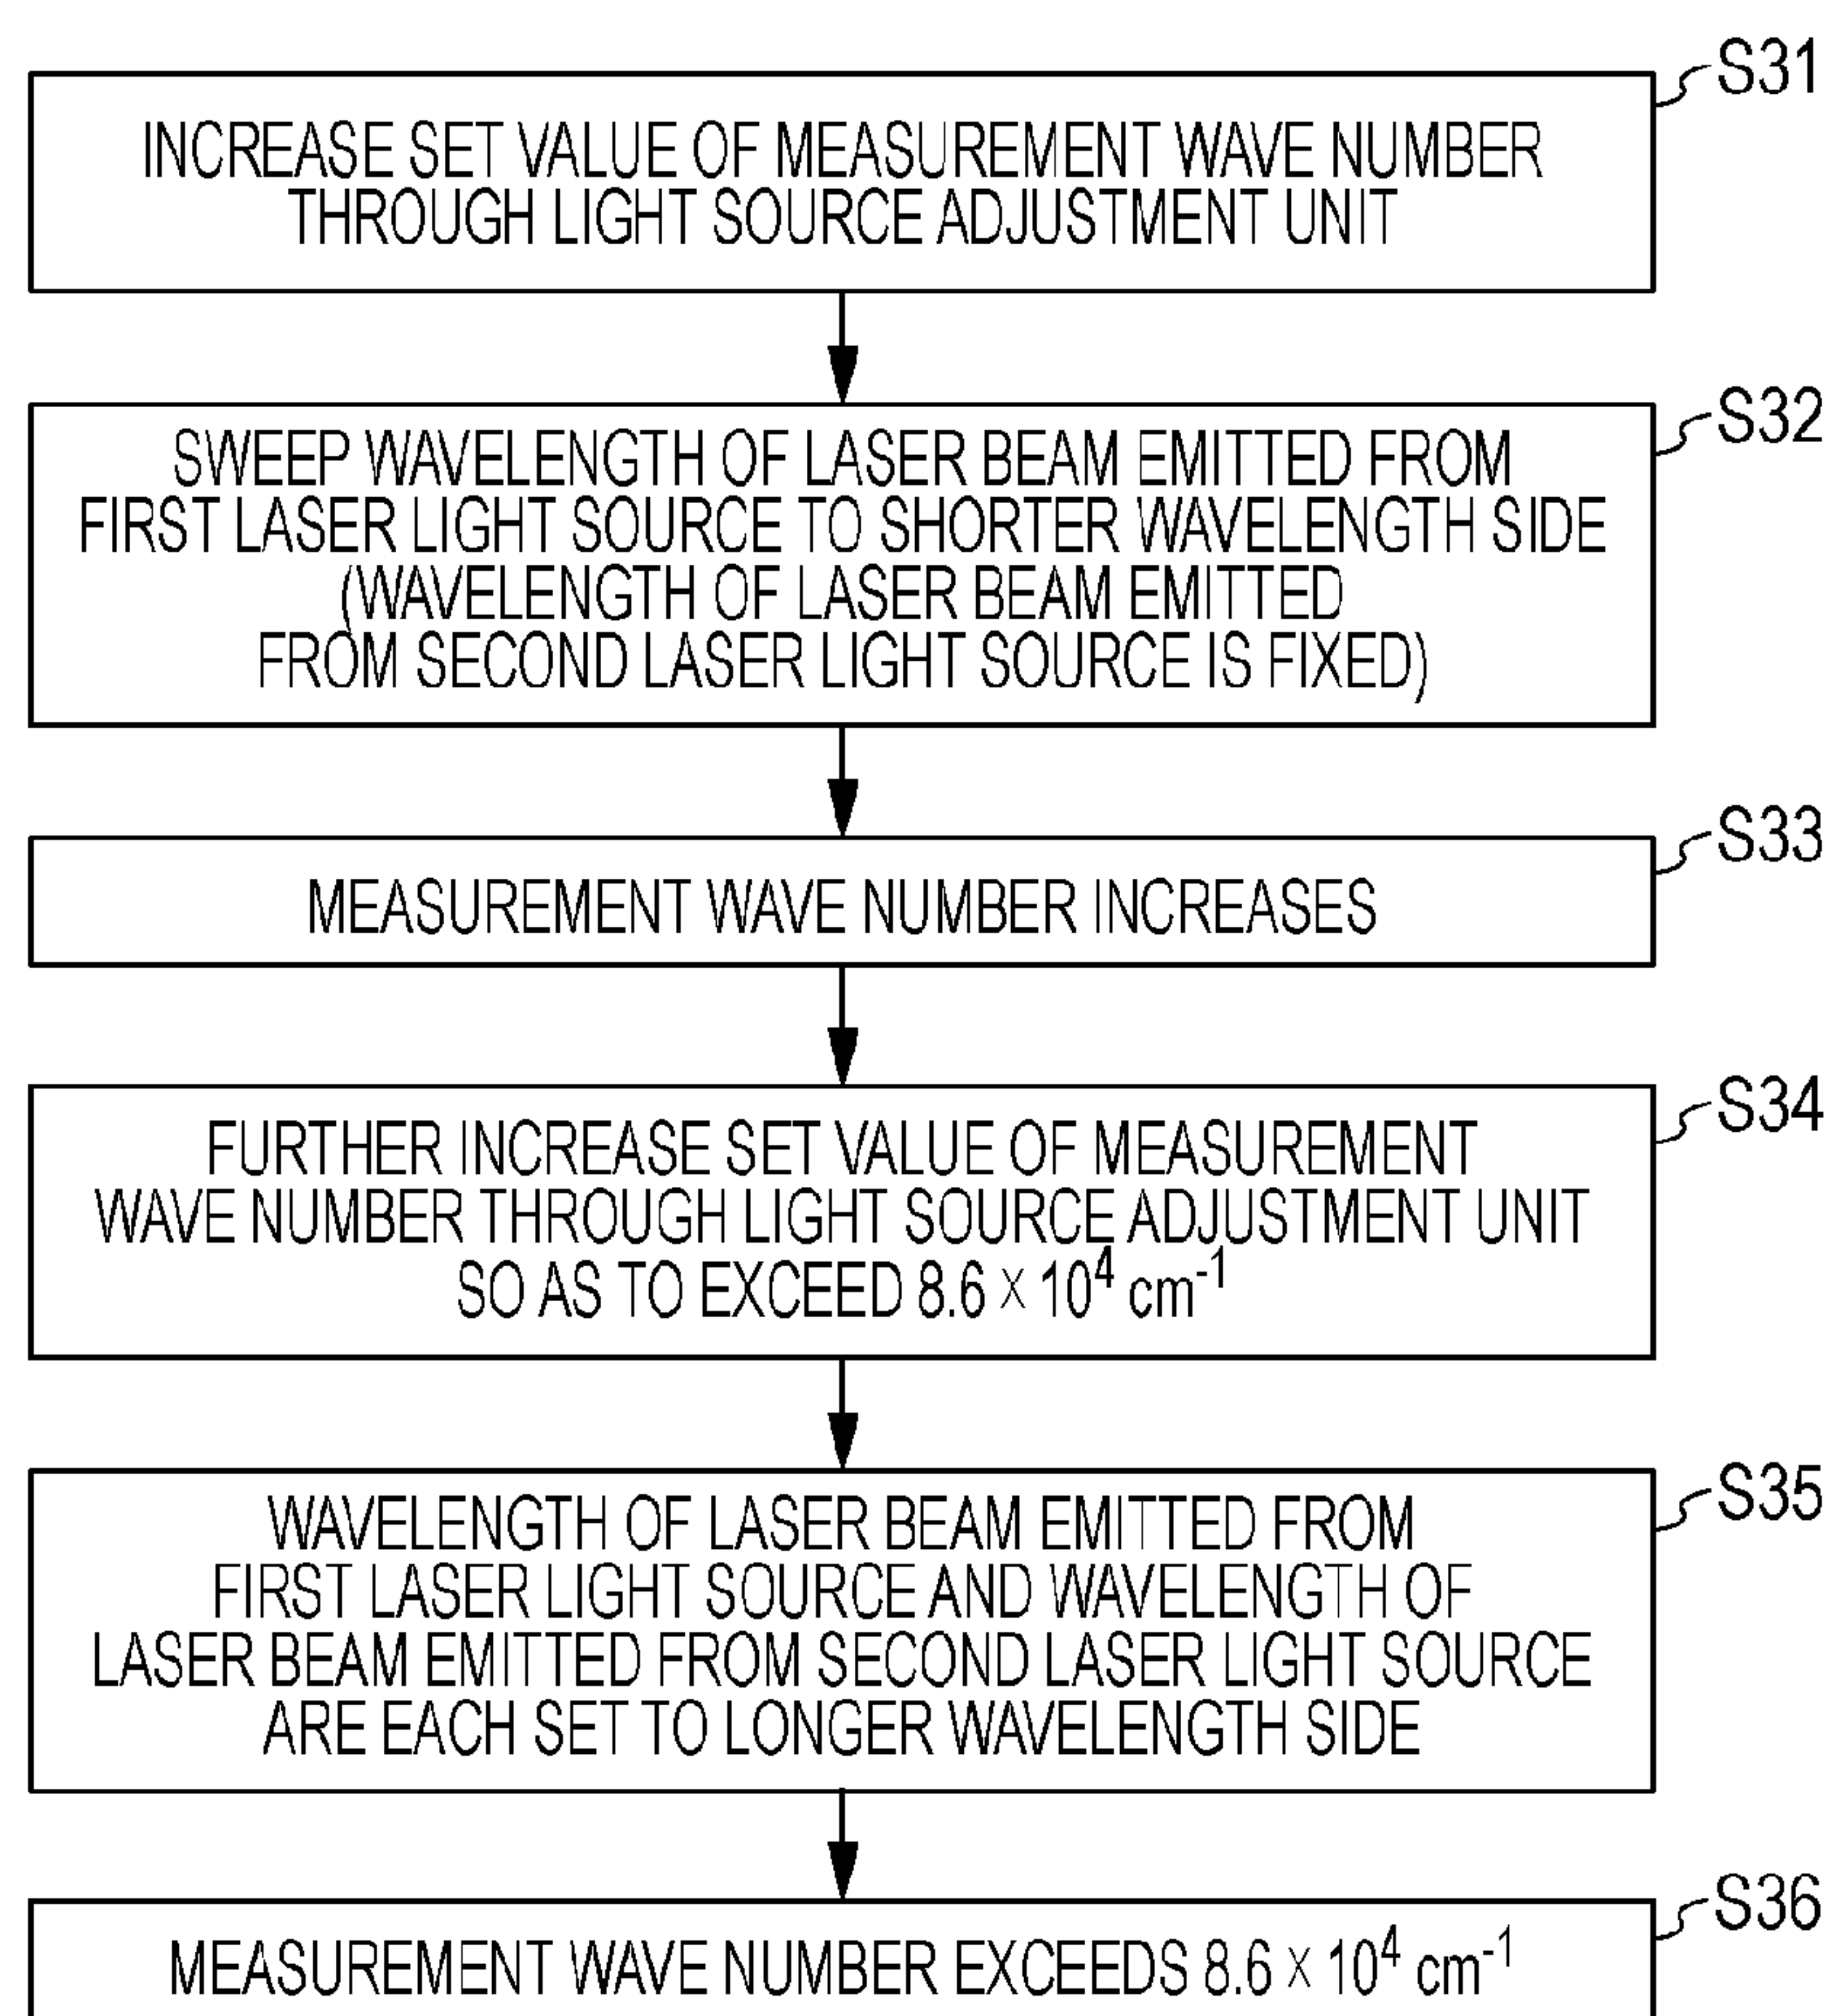 S31
INCREASE SET VALUE OF MEASUREMENT WAVE NUMBER
THROUGH LIGHT SOURCE ADJUSTMENT UNIT
S32
SWEEP WAVELENGTH OF LASER BEAM EMITTED FROM
FIRST LASER LIGHT SOURCE TO SHORTER WAVELENGTH SIDE
(WAVELENGTH OF LASER BEAM EMITTED
FROM SECOND LASER LIGHT SOURCE IS FIXED)
S33
MEASUREMENT WAVE NUMBER INCREASES
S34
FURTHER INCREASE SET VALUE OF MEASUREMENT
WAVE NUMBER THROUGH LIGHT SOURCE ADJUSTMENT UNIT
SO AS TO EXCEED 8.6 × 10⁴ cm⁻¹
S35
WAVELENGTH OF LASER BEAM EMITTED FROM
FIRST LASER LIGHT SOURCE AND WAVELENGTH OF
LASER BEAM EMITTED FROM SECOND LASER LIGHT SOURCE
ARE EACH SET TO LONGER WAVELENGTH SIDE
S36
MEASUREMENT WAVE NUMBER EXCEEDS 8.6 × 10⁴ cm⁻¹